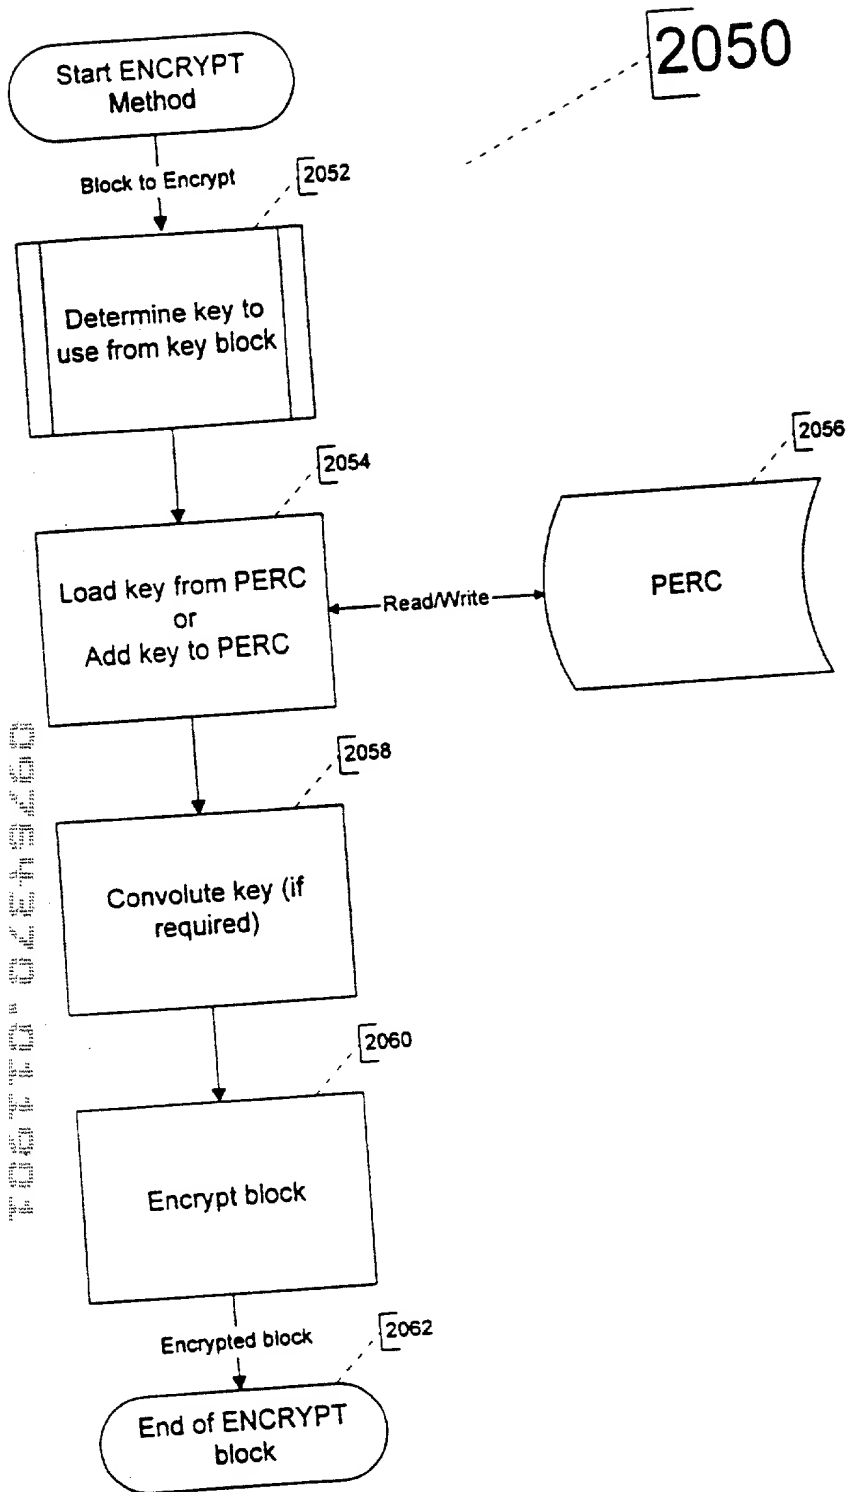 2050
Start ENCRYPT
Method
Block to Encrypt
2052
Determine key to
use from key block
2054
Load key from PERC
or
Add key to PERC
Read/Write
2056
PERC
2058
Convolute key (if
required)
2060
Encrypt block
Encrypted block
2062
End of ENCRYPT
block